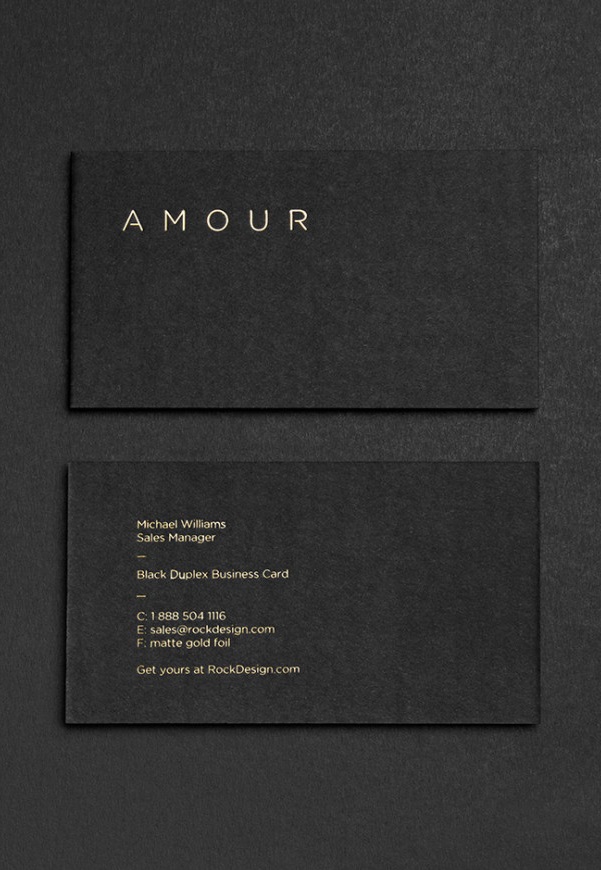 AMOUR
Michael Williams
Sales Manager
—
Black Duplex Business Card
—
C: 1 888 504 1116
E: sales@rockdesign.com
F: matte gold foil
Get yours at RockDesign.com